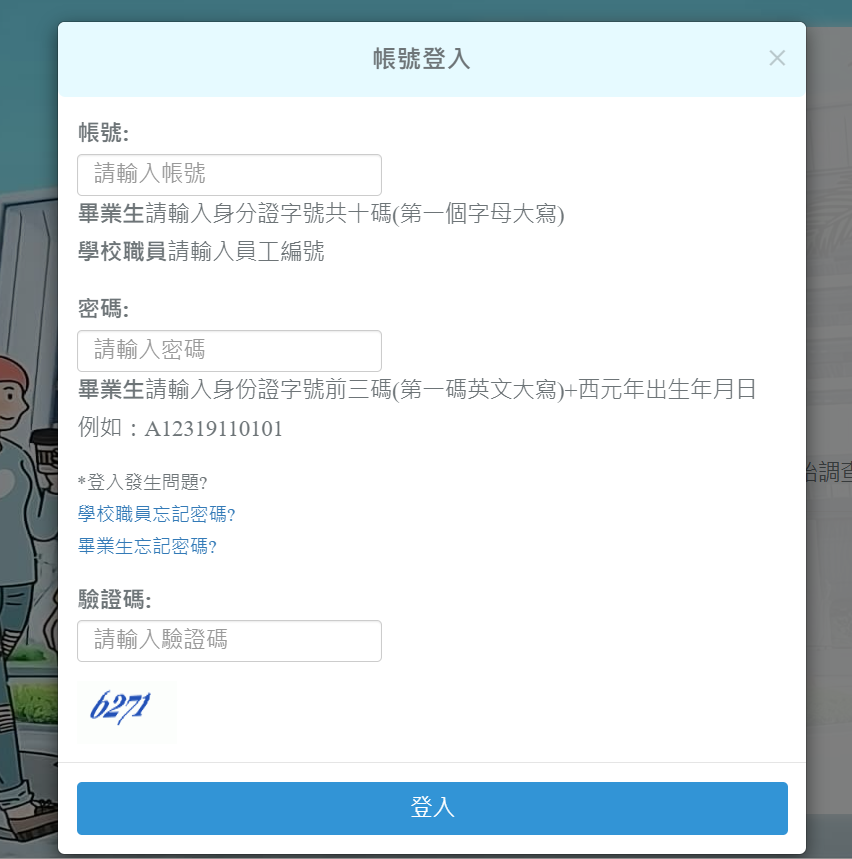 帳號登入
×
帳號:
請輸入帳號
畢業生請輸入身分證字號共十碼(第一個字母大寫)
學校職員請輸入員工編號
密碼:
請輸入密碼
畢業生請輸入身份證字號前三碼(第一碼英文大寫)+西元年出生年月日
例如：A12319110101
*登入發生問題?
學校職員忘記密碼?
畢業生忘記密碼?
驗證碼:
請輸入驗證碼
6271
登入
調查